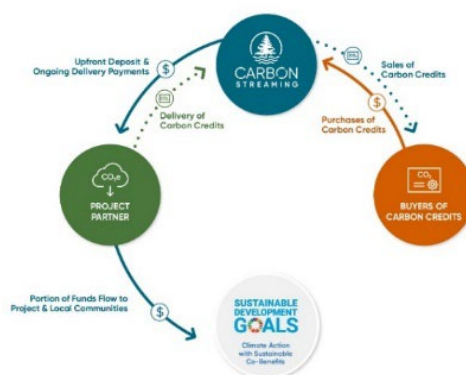 Upfront Deposit &
Ongoing Delivery Payments
$
CARBON
STREAMING
Sales of
Carbon Credits
Delivery of
Carbon Credits
$
Purchases of
Carbon Credits
CO₂e
PROJECT
PARTNER
CO₂
BUYERS OF
CARBON CREDITS
Portion of Funds Flow to
Project & Local Communities
$
SUSTAINABLE
DEVELOPMENT
GOALS
Climate Action
with Sustainable
Co-Benefits